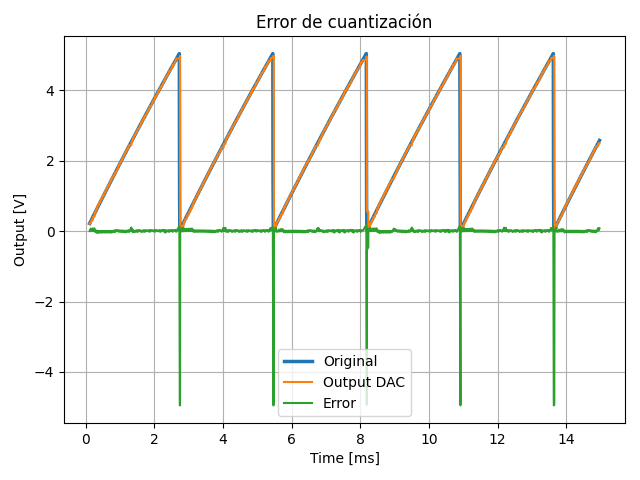 Error de cuantización
Output [V]
4
2
0
−2
−4
Original
Output DAC
Error
0 2 4 6 8 10 12 14
Time [ms]